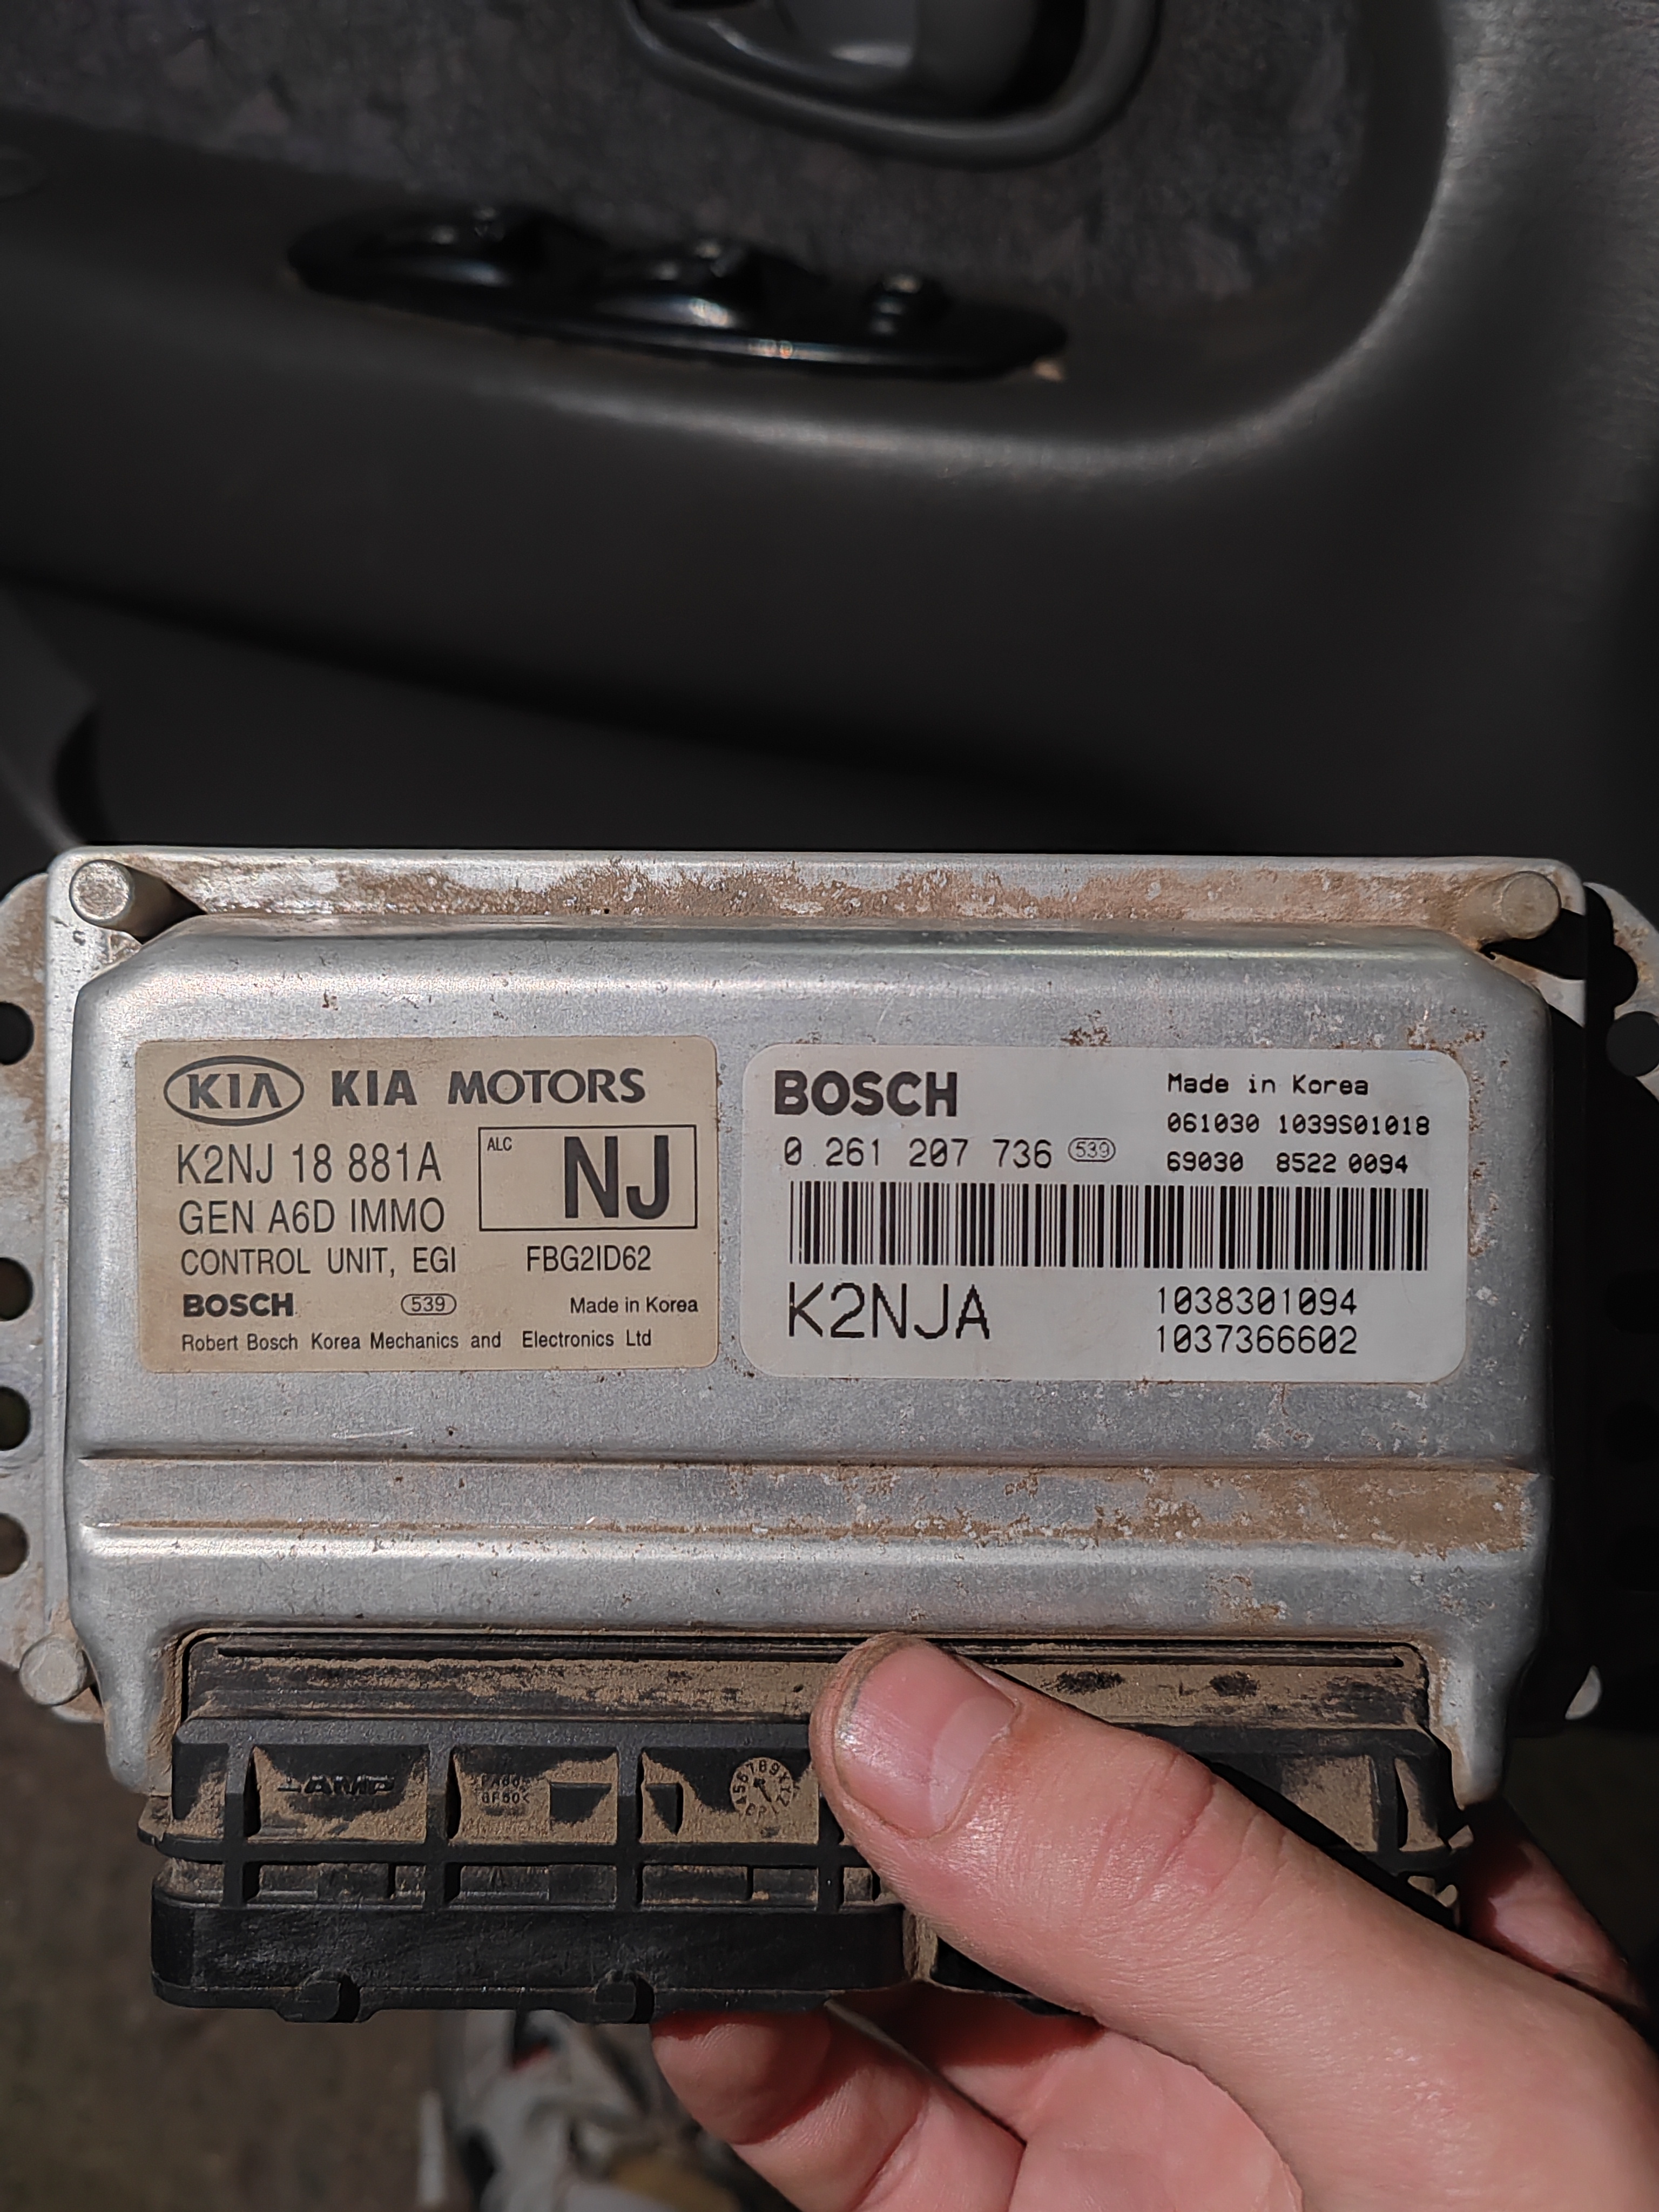 KIA KIA MOTORS
K2NJ 18 881A
ALC NJ
GEN A6D IMMO
CONTROL UNIT, EGI FBG2ID62
BOSCH 539 Made in Korea
Robert Bosch Korea Mechanics and Electronics Ltd
BOSCH
Made in Korea
061030 1039S01018
0 261 207 736 539
69030 8522 0094
K2NJA
1038301094
1037366602
AMP